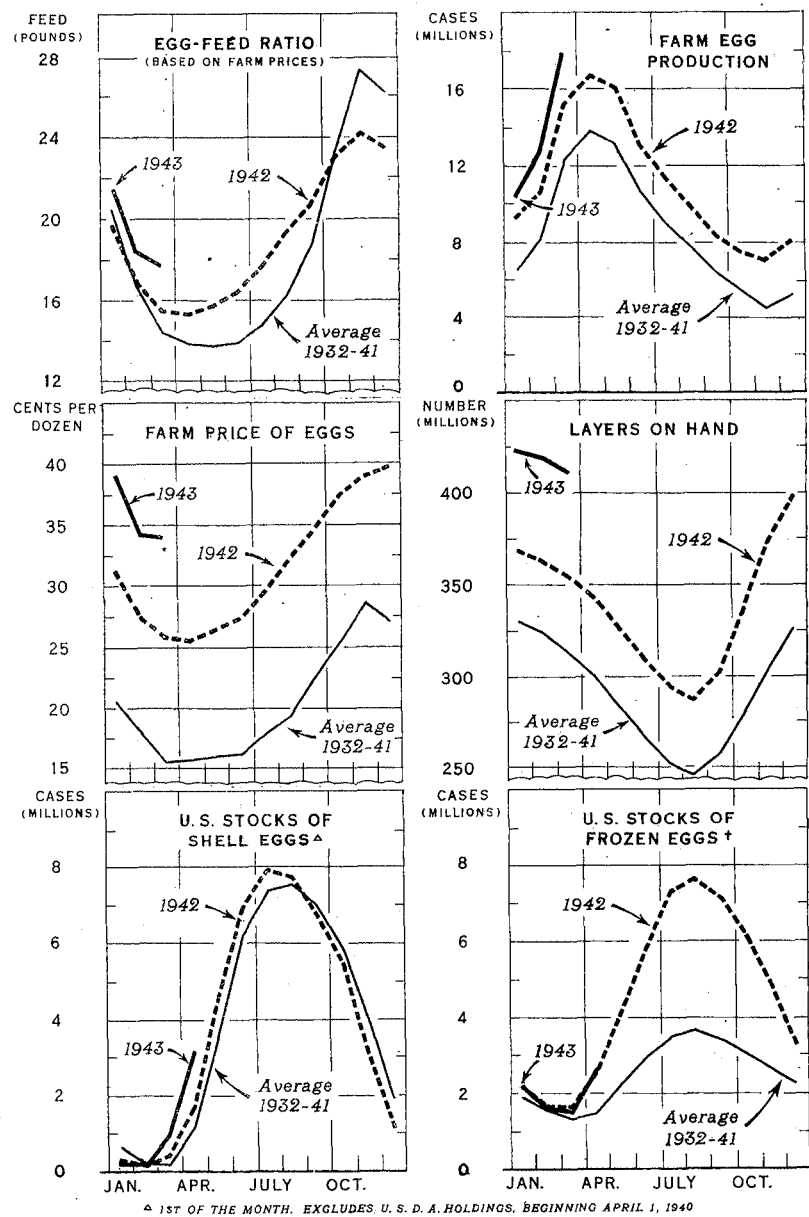 FEED
(POUNDS)
EGG-FEED RATIO
(BASED ON FARM PRICES)
28
24
20
16
12
1943
1942
Average
1932-41
CASES
(MILLIONS)
FARM EGG
PRODUCTION
16
12
8
4
0
1942
1943
Average
1932-41
CENTS PER
DOZEN
FARM PRICE OF EGGS
40
35
30
25
20
15
1943
1942
Average
1932-41
NUMBER
(MILLIONS)
LAYERS ON HAND
400
350
300
250
1943
1942
Average
1932-41
CASES
(MILLIONS)
U.S. STOCKS OF
SHELL EGGS△
8
6
4
2
0
1942
1943
Average
1932-41
JAN. APR. JULY OCT.
CASES
(MILLIONS)
U.S. STOCKS OF
FROZEN EGGS†
8
6
4
2
0
1942
1943
Average
1932-41
JAN. APR. JULY OCT.
△ 1ST OF THE MONTH. EXCLUDES U. S. D. A. HOLDINGS, BEGINNING APRIL 1, 1940